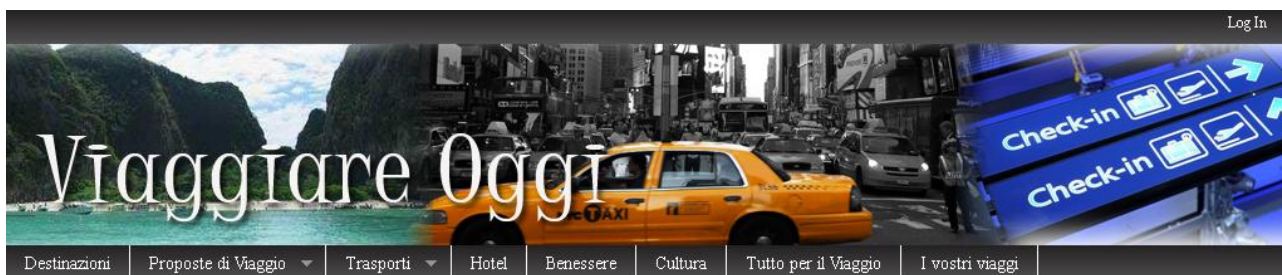 Log In
Viaggiare Oggi
Check-in
Check-in
NYC TAXI
Destinazioni Proposte di Viaggio Trasporti Hotel Benessere Cultura Tutto per il Viaggio I vostri viaggi